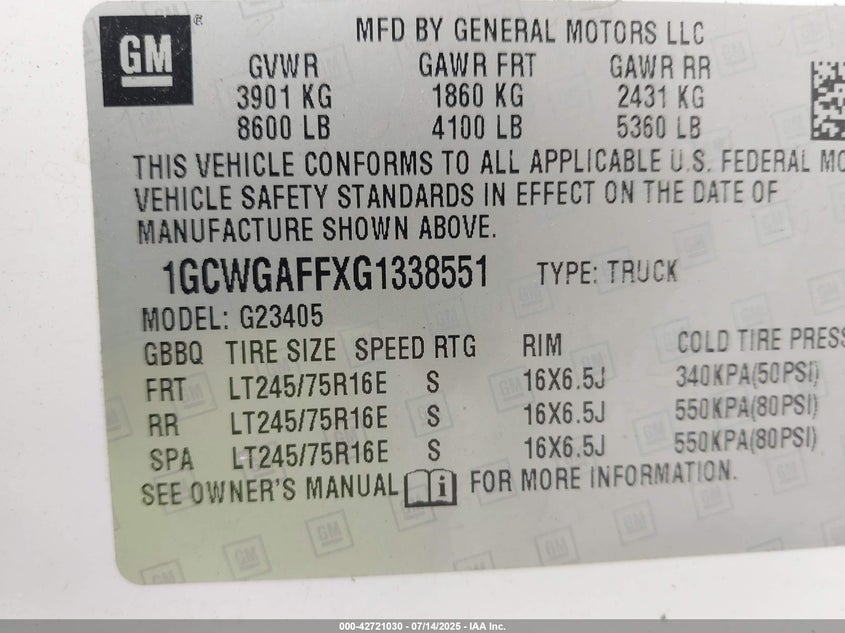 GM
MFD BY GENERAL MOTORS LLC
GVWR GAWR FRT GAWR RR
3901 KG 1860 KG 2431 KG
8600 LB 4100 LB 5360 LB
THIS VEHICLE CONFORMS TO ALL APPLICABLE U.S. FEDERAL MO
VEHICLE SAFETY STANDARDS IN EFFECT ON THE DATE OF
MANUFACTURE SHOWN ABOVE.
1GCWGAFFXG1338551 TYPE: TRUCK
MODEL: G23405
GBBQ TIRE SIZE SPEED RTG RIM COLD TIRE PRESS
FRT LT245/75R16E S 16X6.5J 340KPA(50PSI)
RR LT245/75R16E S 16X6.5J 550KPA(80PSI)
SPA LT245/75R16E S 16X6.5J 550KPA(80PSI)
SEE OWNER'S MANUAL i FOR MORE INFORMATION.
000-42721030 - 07/14/2025 - IAA Inc.